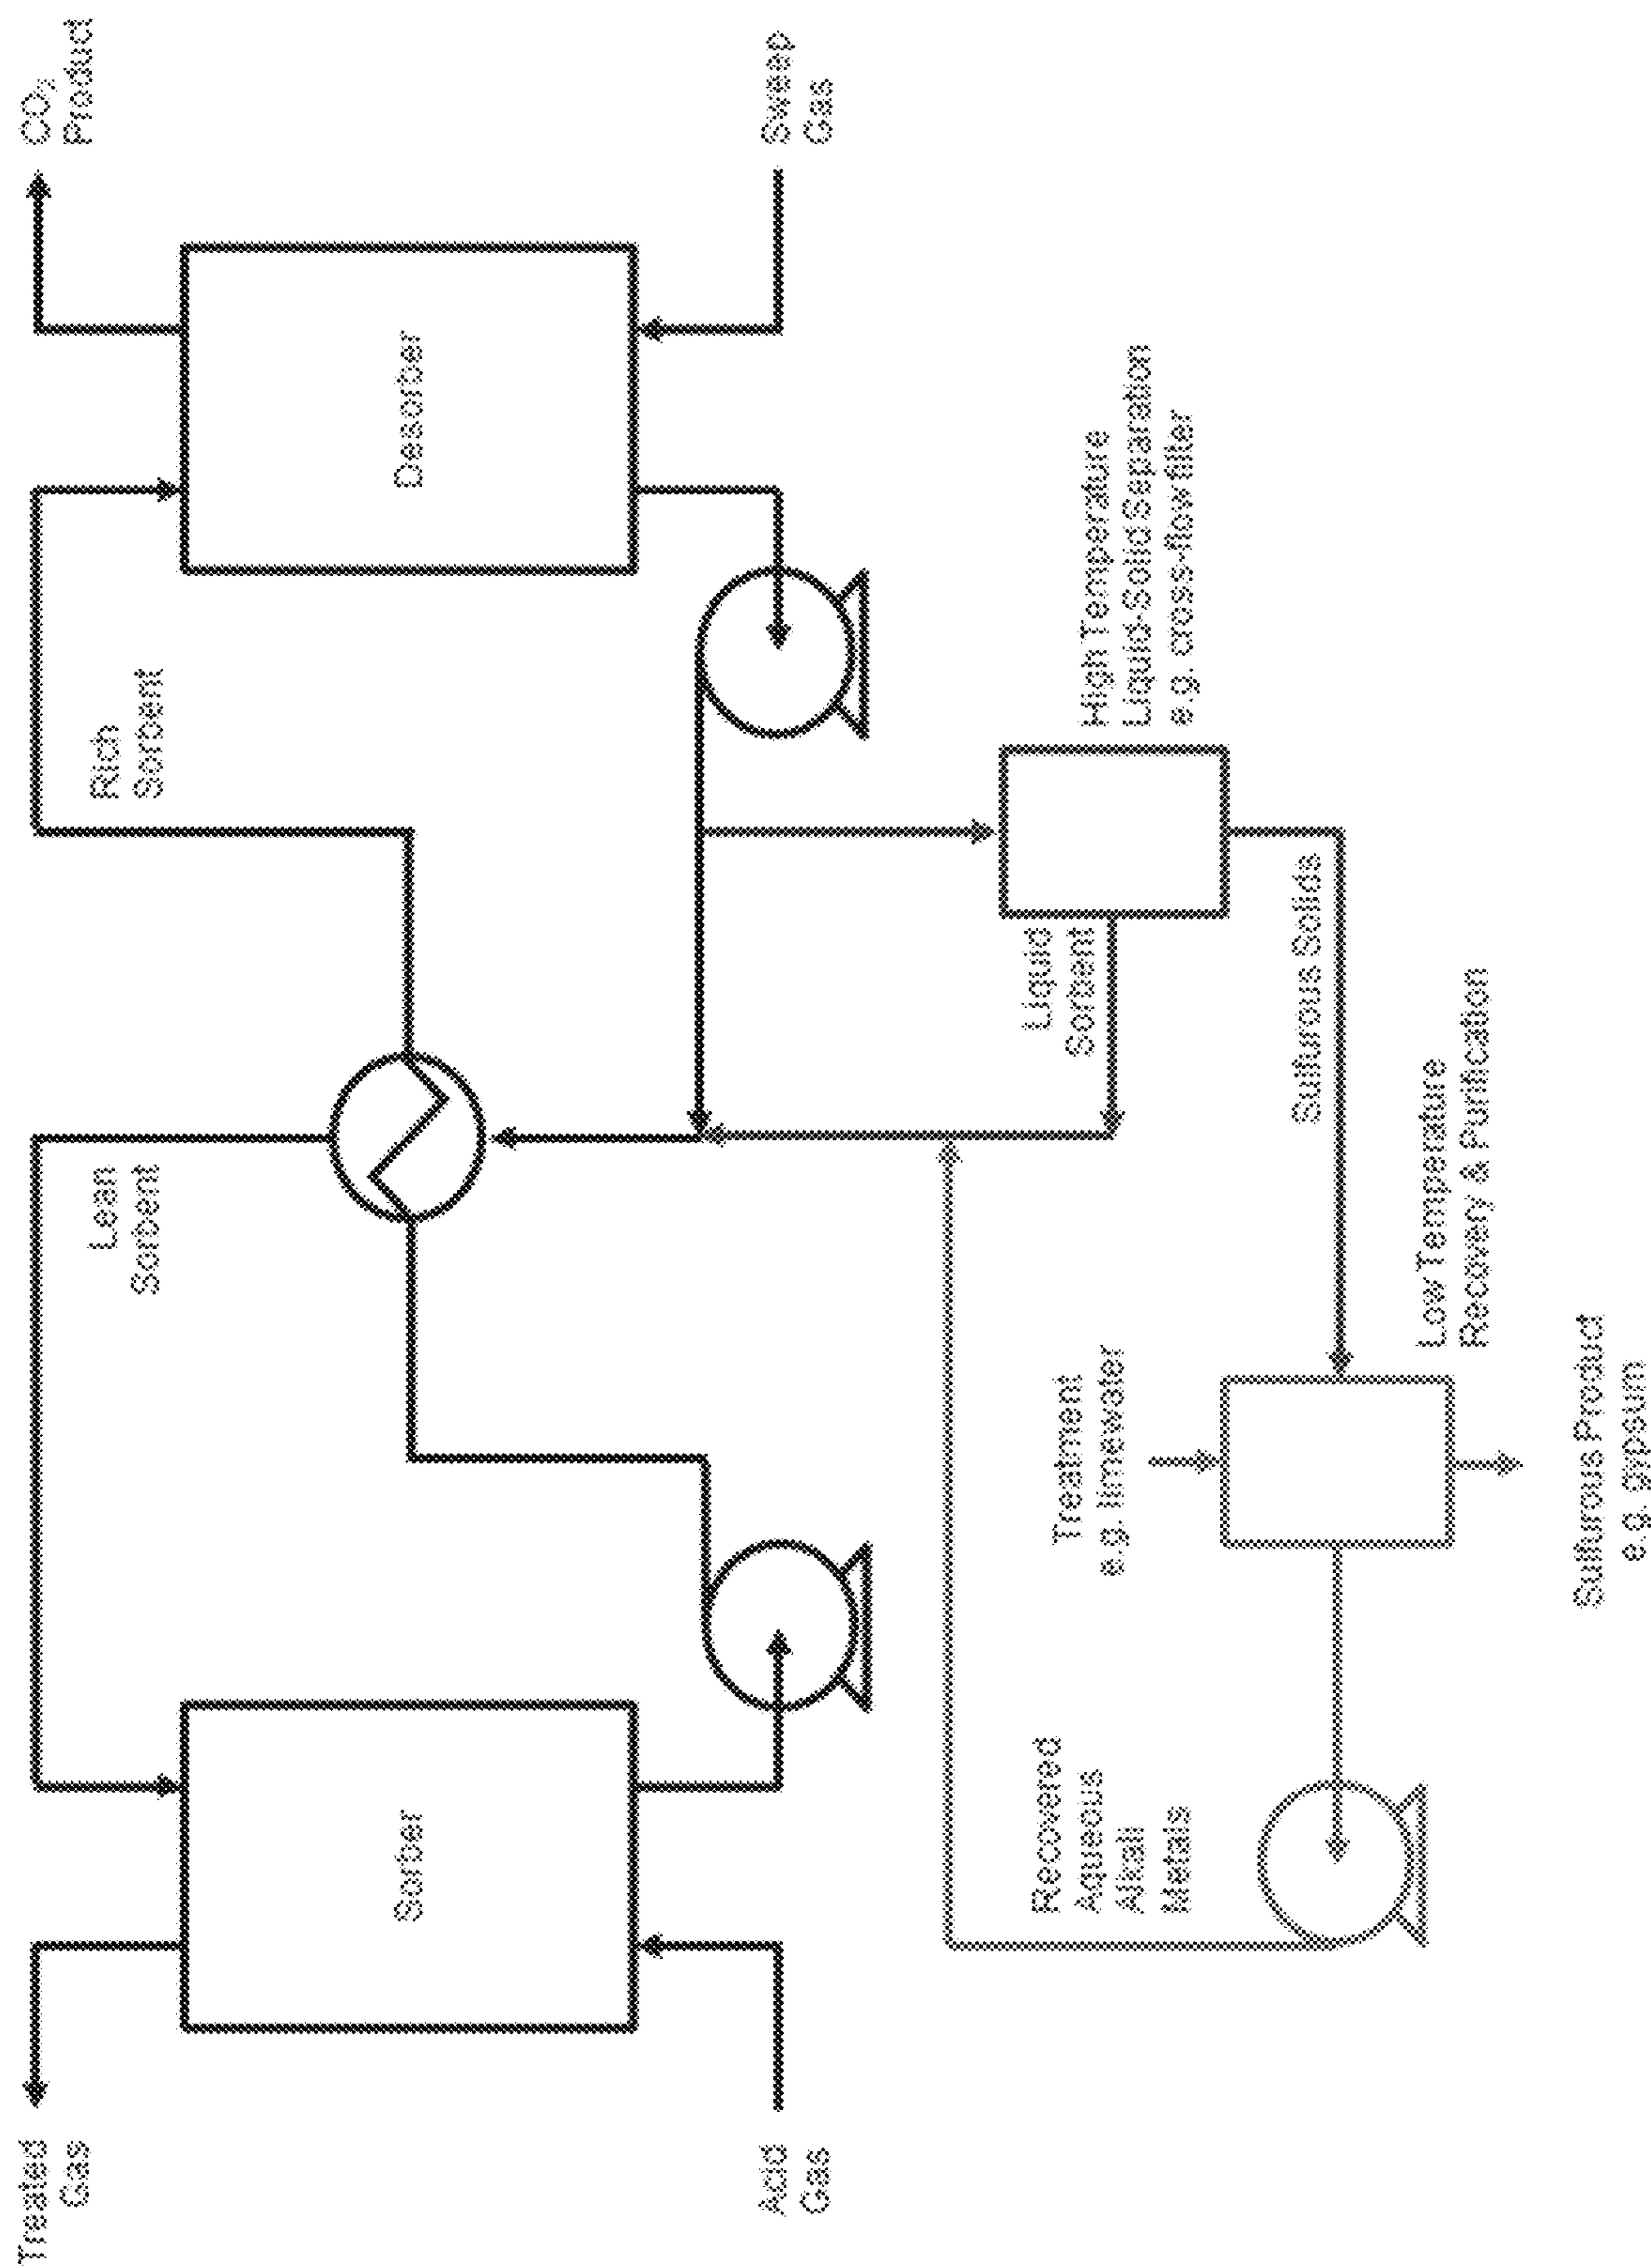 Treated
Gas
Lean
Sorbent
Rich
Sorbent
CO₂
Product
Sorber
Desorber
Acid
Gas
Sweep
Gas
Recovered
Aqueous
Alkali
Metals
Treatment
e.g. limewater
Liquid
Sorbent
High Temperature
Liquid-Solid Separation
e.g. cross-flow filter
Sulfurous Solids
Low Temperature
Recovery & Purification
Sulfurous Product
e.g. gypsum